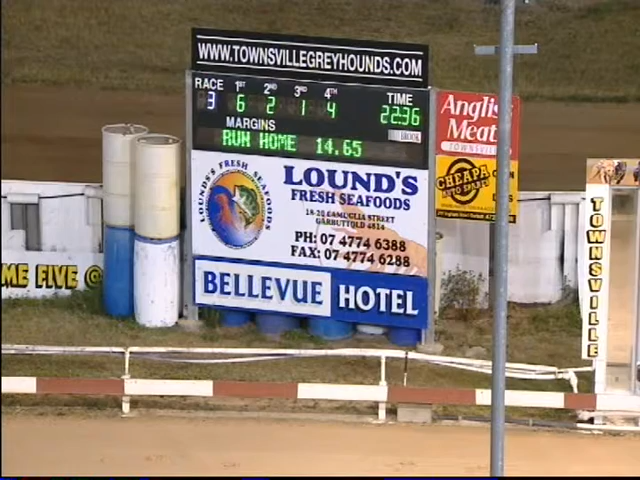 WWW.TOWNSVILLEGREYHOUNDS.COM
RACE 1ST 2ND 3RD 4TH TIME
3 6 2 1 4 22:36
MARGINS
RUN HOME 14.65
LOUND'S FRESH SEAFOODS
LOUND'S
FRESH SEAFOODS
18-20 CAMUGLIA STREET
GARBUTT QLD 4814
PH: 07 4774 6388
FAX: 07 4774 6288
BELLEVUE HOTEL
Anglis
Meat
TOWNSVIL
CHEAPA
AUTO SPARES
ME FIVE @
TOWNSVILLE